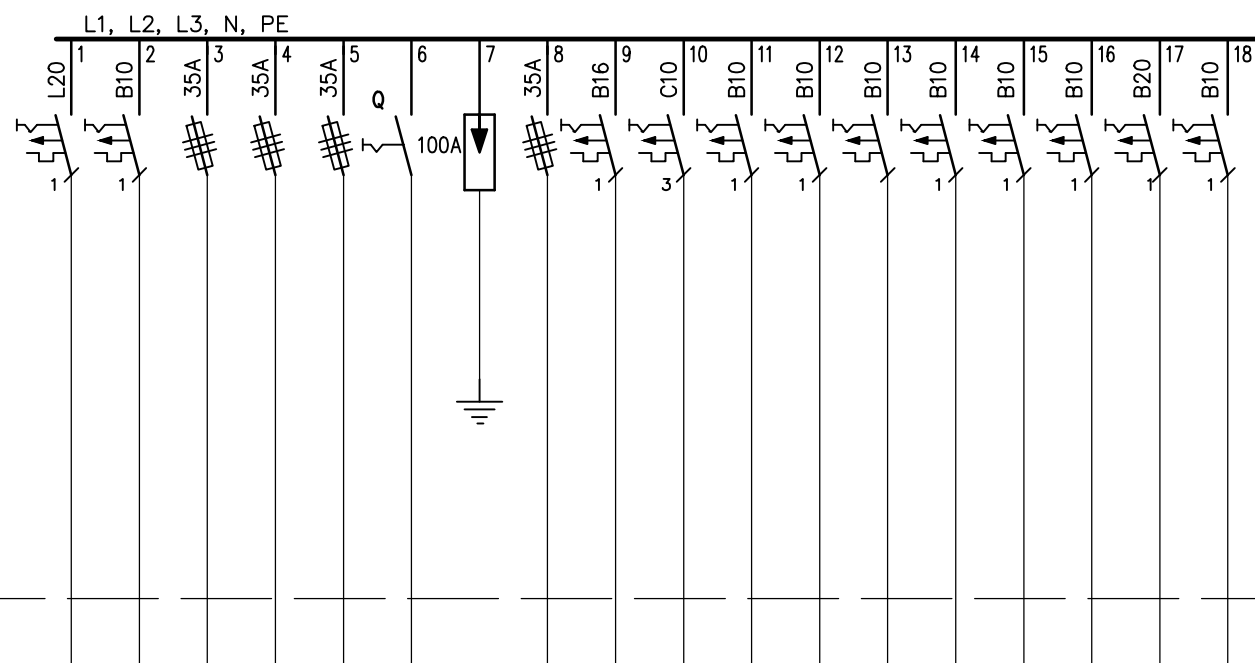 L1, L2, L3, N, PE
1 2 3 4 5 6 7 8 9 10 11 12 13 14 15 16 17 18
L20 B10 35A 35A 35A 35A B16 C10 B10 B10 B10 B10 B10 B10 B20 B10
Q
100A
1 1 1 3 1 1 1 1 1 1 1